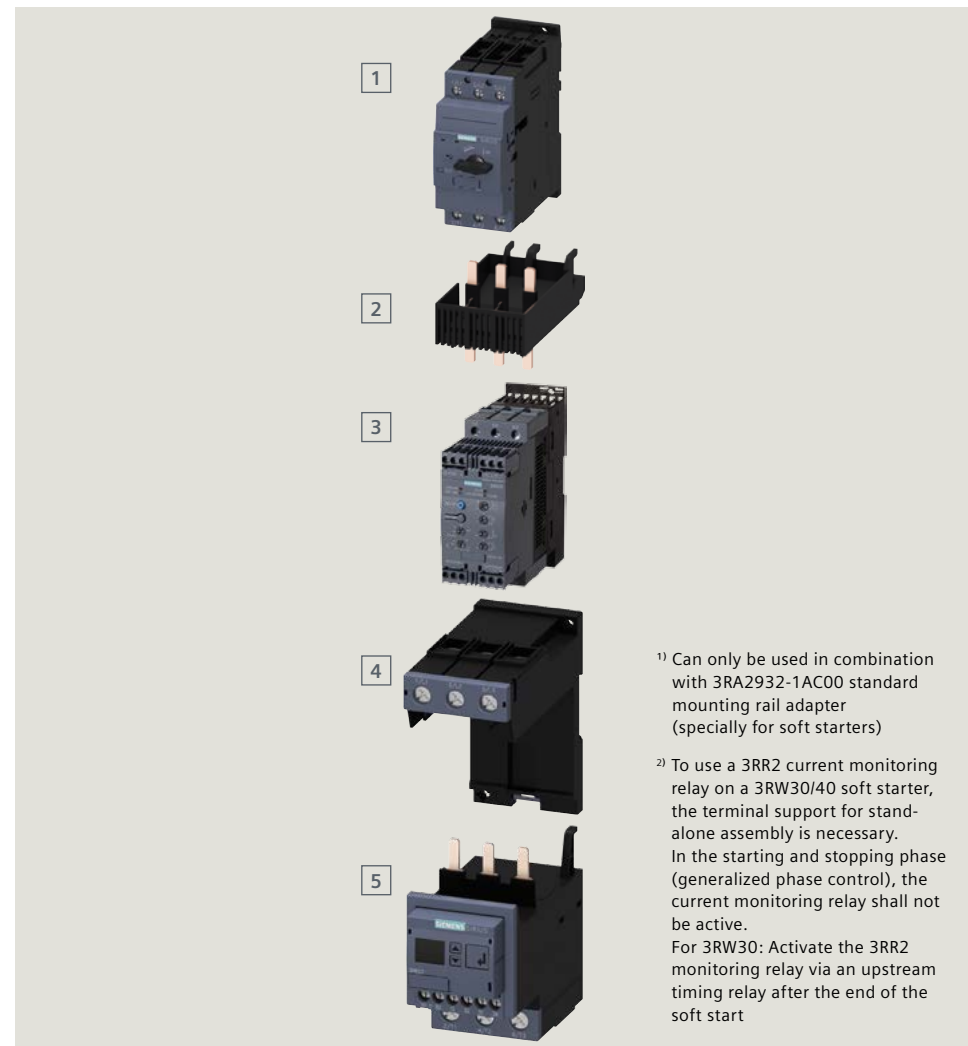 1
SIEMENS
2
3
SIEMENS
4
5
SIEMENS
¹⁾ Can only be used in combination
with 3RA2932-1AC00 standard
mounting rail adapter
(specially for soft starters)
²⁾ To use a 3RR2 current monitoring
relay on a 3RW30/40 soft starter,
the terminal support for stand-
alone assembly is necessary.
In the starting and stopping phase
(generalized phase control), the
current monitoring relay shall not
be active.
For 3RW30: Activate the 3RR2
monitoring relay via an upstream
timing relay after the end of the
soft start